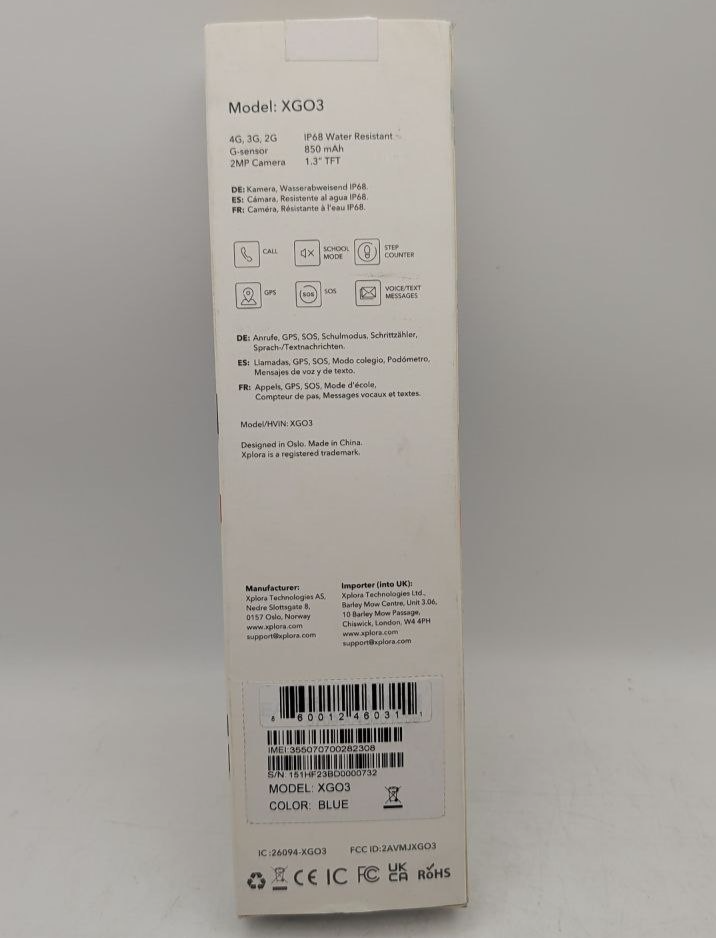 Model: XGO3
4G, 3G, 2G IP68 Water Resistant
G-sensor 850 mAh
2MP Camera 1.3" TFT
DE: Kamera, Wasserabweisend IP68.
ES: Cámara, Resistente al agua IP68.
FR: Caméra, Résistante à l'eau IP68.
CALL SCHOOL MODE STEP COUNTER
GPS SOS SOS VOICE/TEXT MESSAGES
DE: Anrufe, GPS, SOS, Schulmodus, Schrittzähler,
Sprach-/Textnachrichten.
ES: Llamadas, GPS, SOS, Modo colegio, Podómetro,
Mensajes de voz y de texto.
FR: Appels, GPS, SOS, Mode d'école,
Compteur de pas, Messages vocaux et textes.
Model/HVIN: XGO3
Designed in Oslo. Made in China.
Xplora is a registered trademark.
Manufacturer:
Xplora Technologies AS,
Nedre Slottsgate 8,
0157 Oslo, Norway
www.xplora.com
support@xplora.com
Importer (into UK):
Xplora Technologies Ltd.,
Barley Mow Centre, Unit 3.06,
10 Barley Mow Passage,
Chiswick, London, W4 4PH
www.xplora.com
support@xplora.com
8 60012 46031 1
IMEI:355070700282308
S/N 151HF23BD0000732
MODEL: XGO3
COLOR: BLUE
IC :26094-XGO3 FCC ID:2AVMJXGO3
CE IC FC UK CA RoHS